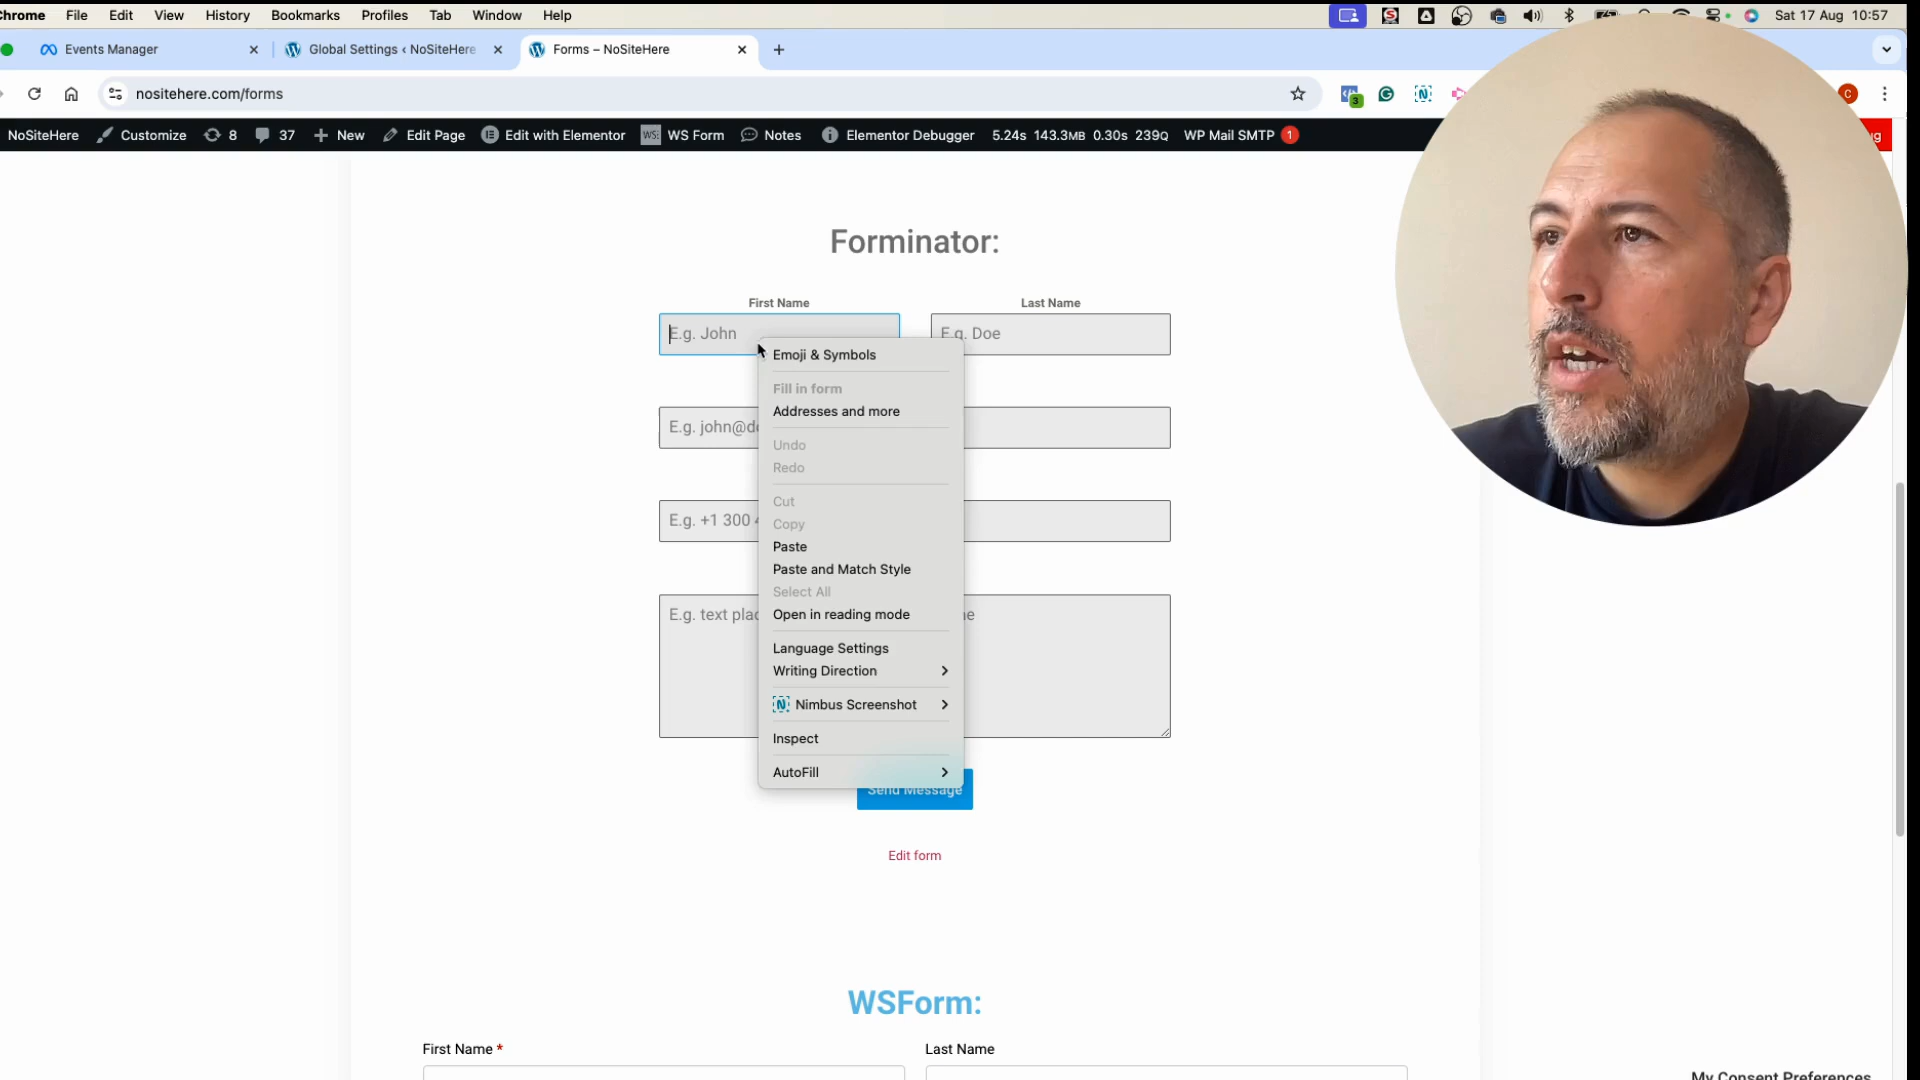 Chrome File Edit View History Bookmarks Profiles Tab Window Help Sat 17 Aug 10:57
Events Manager Global Settings ‹ NoSiteHere Forms – NoSiteHere
nositehere.com/forms 3 C
NoSiteHere Customize 8 37 New Edit Page Edit with Elementor WS Form Notes Elementor Debugger 5.24s 143.3MB 0.30s 239Q WP Mail SMTP 1
Forminator:
First Name Last Name
E.g. John E.g. Doe
E.g. john@do
E.g. +1 300 4
E.g. text plac
Emoji & Symbols
Fill in form
Addresses and more
Undo
Redo
Cut
Copy
Paste
Paste and Match Style
Select All
Open in reading mode
Language Settings
Writing Direction
Nimbus Screenshot
Inspect
AutoFill
Send Message
Edit form
WSForm:
First Name * Last Name
My Consent Preferences